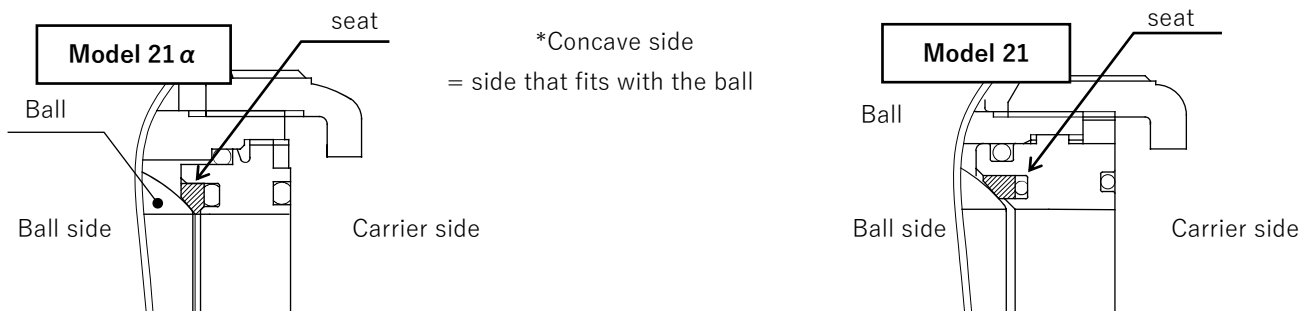 seat
Model 21α
Ball
Ball side
Carrier side
*Concave side
= side that fits with the ball
seat
Model 21
Ball
Ball side
Carrier side